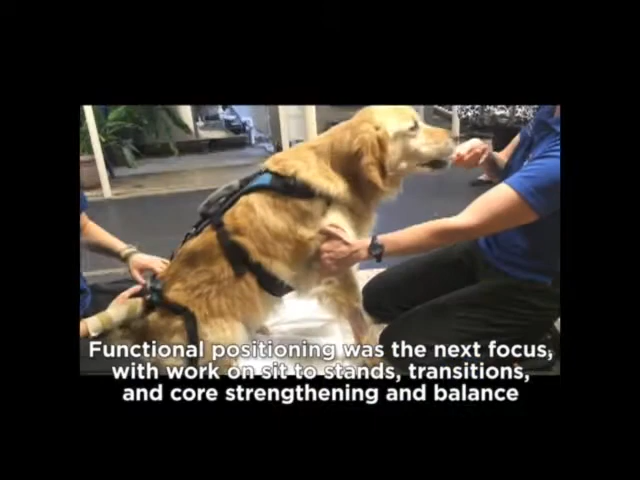 Functional positioning was the next focus,
with work on sit to stands, transitions,
and core strengthening and balance